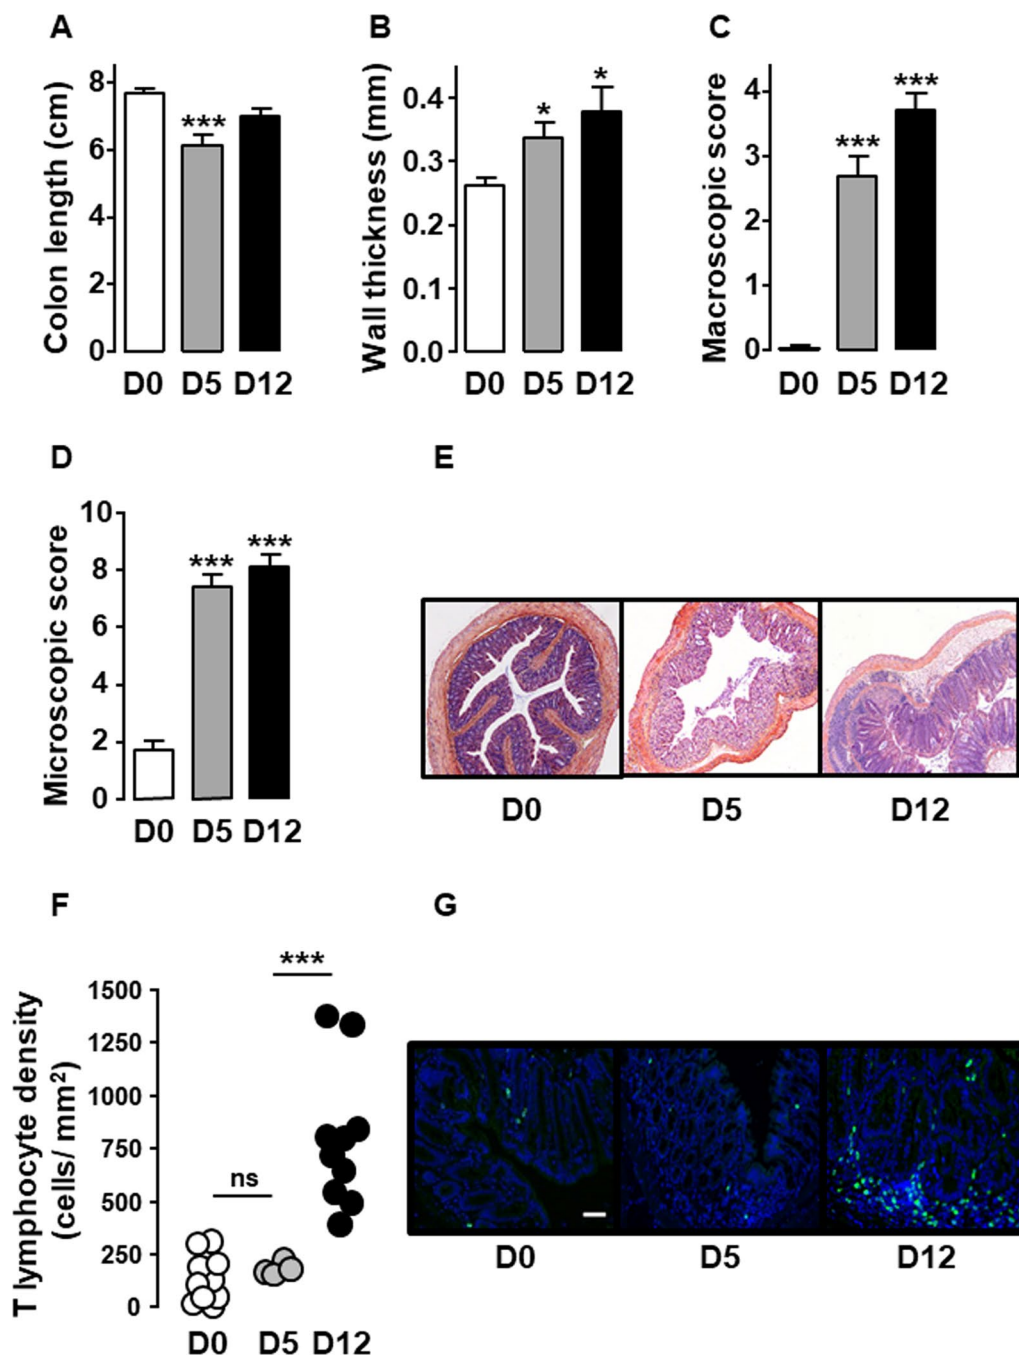 A
Colon length (cm)
8
6
4
2
0
***
D0 D5 D12
B
Wall thickness (mm)
0.4
0.3
0.2
0.1
0.0
*
*
D0 D5 D12
C
Macroscopic score
4
3
2
1
0
***
***
D0 D5 D12
D
Microscopic score
10
8
6
4
2
0
***
***
D0 D5 D12
E
D0 D5 D12
F
T lymphocyte density
(cells/ mm²)
1500
1250
1000
750
500
250
0
***
ns
D0 D5 D12
G
D0 D5 D12